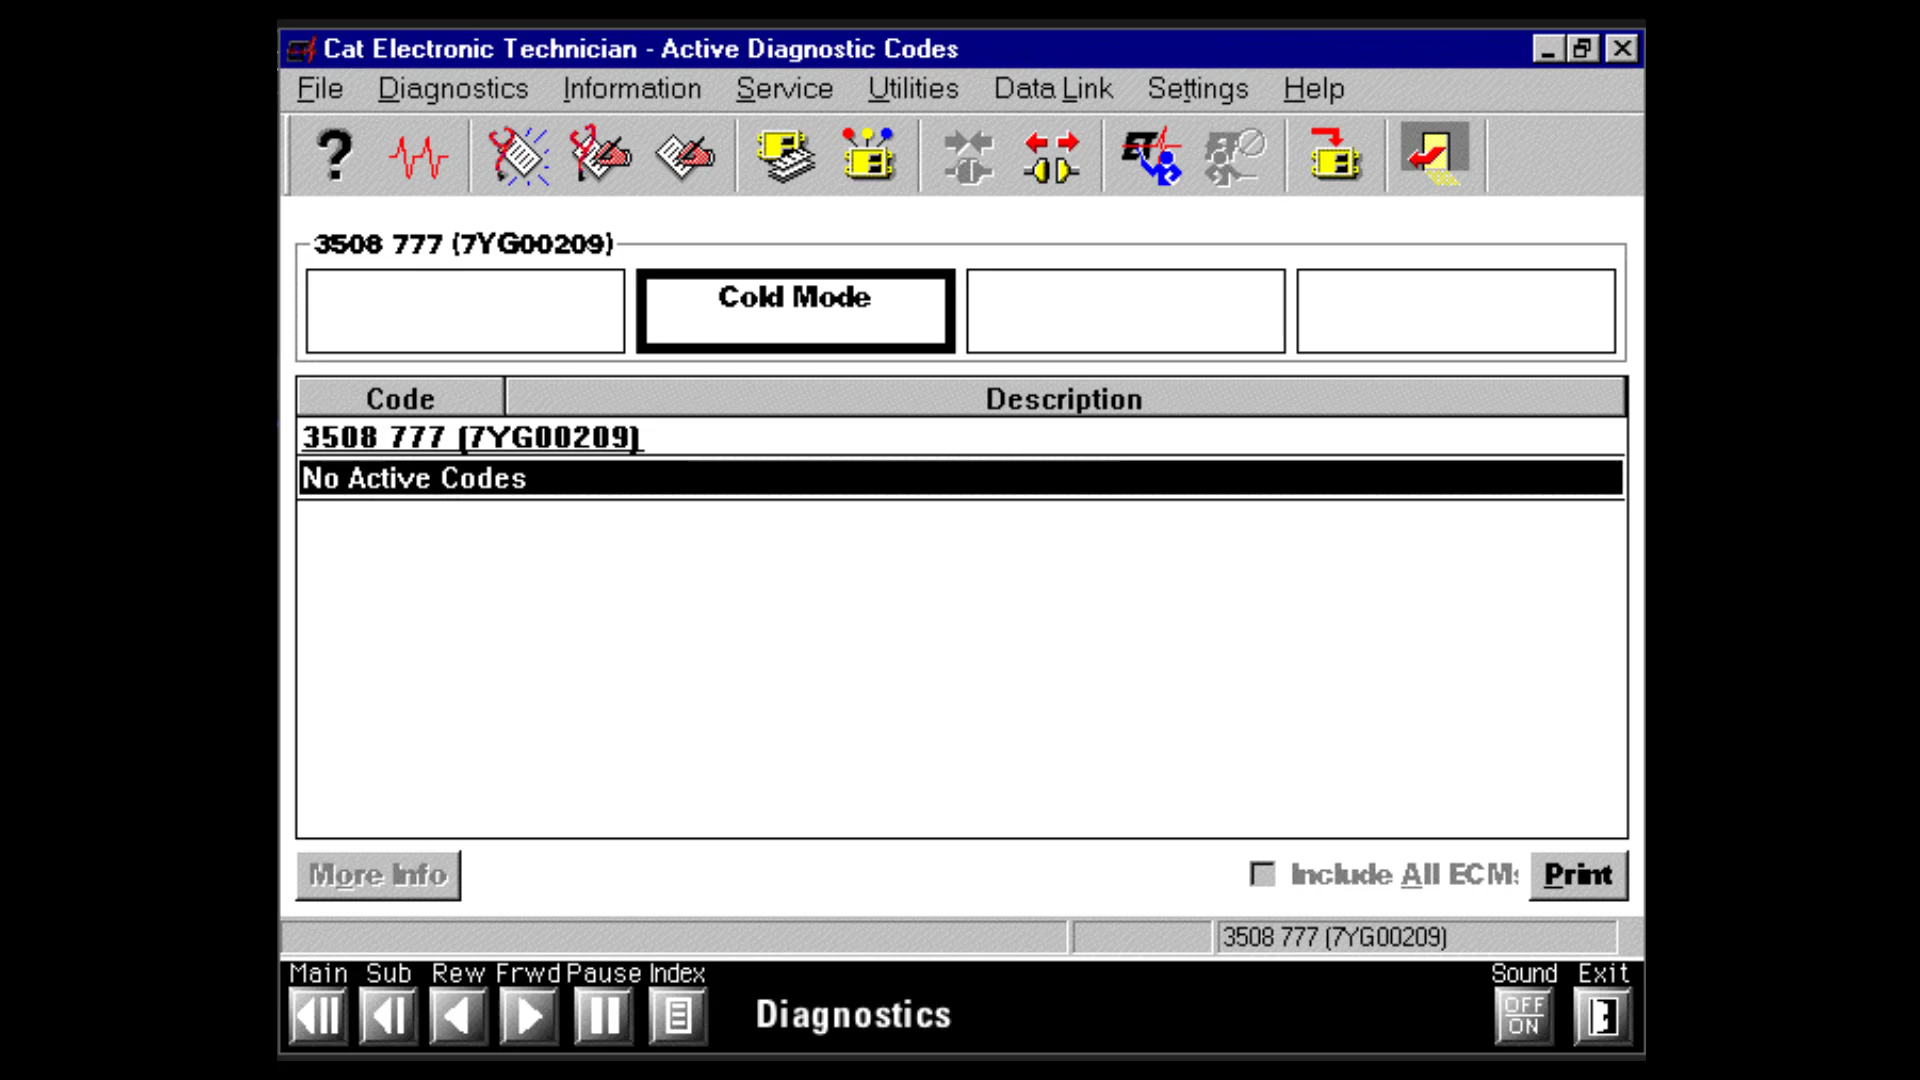 Cat Electronic Technician - Active Diagnostic Codes
File Diagnostics Information Service Utilities Data Link Settings Help
3508 777 (7YG00209)
Cold Mode
Code Description
3508 777 (7YG00209)
No Active Codes
More Info Include All ECMs Print
3508 777 (7YG00209)
Main Sub Rew Frwd Pause Index Sound Exit
OFF
ON
Diagnostics